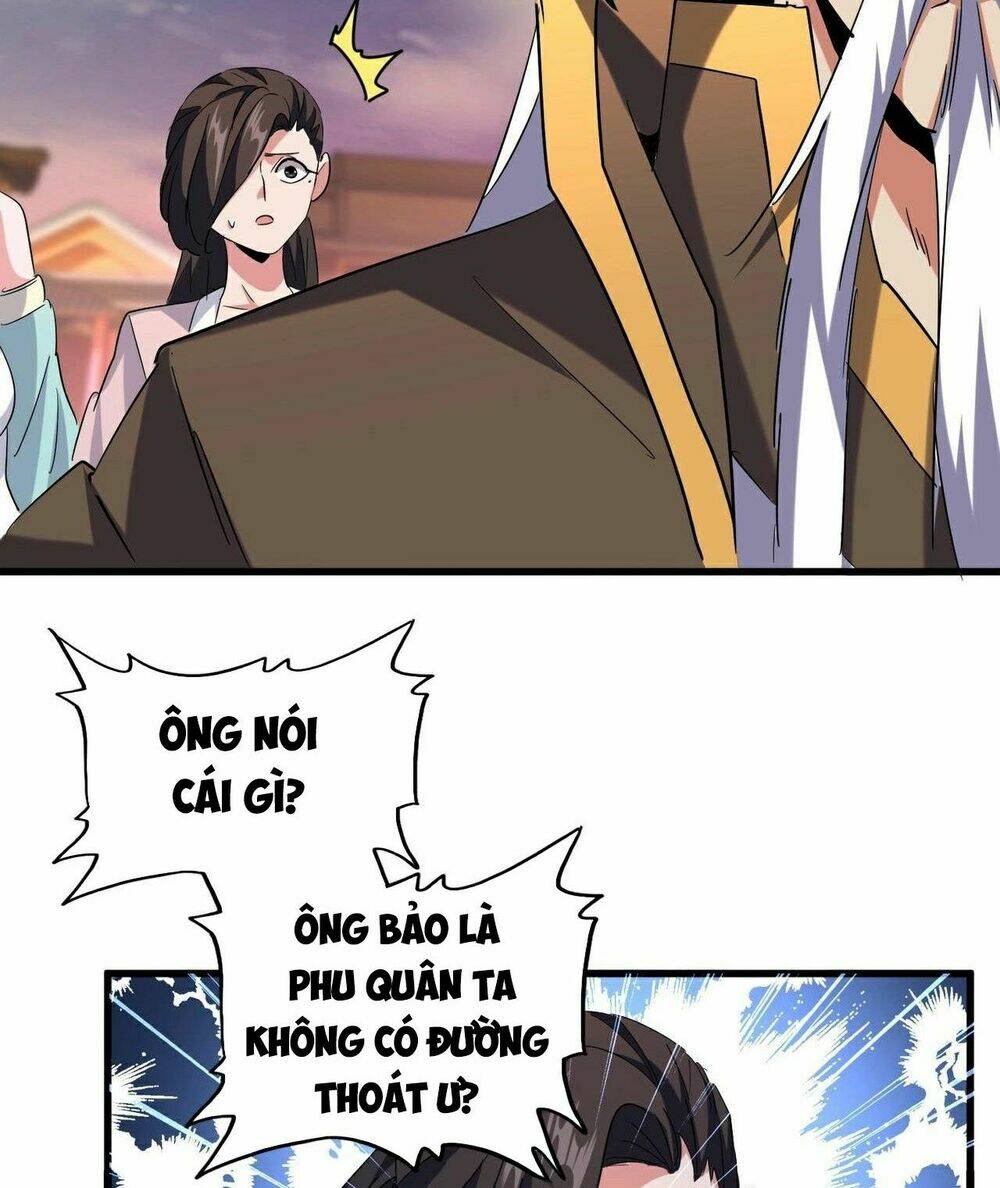 ÔNG NÓI
CÁI GÌ?
ÔNG BẢO LÀ
PHU QUÂN TA
KHÔNG CÓ ĐƯỜNG
THOÁT Ư?